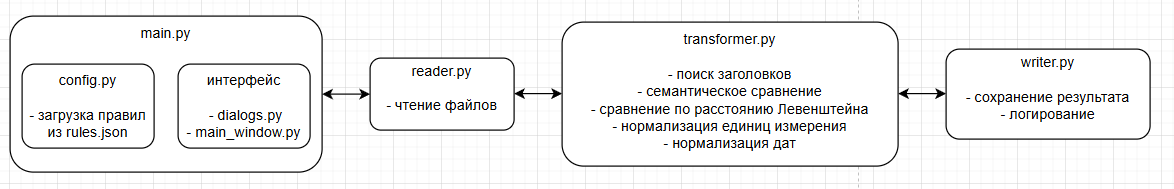 main.py
config.py
- загрузка правил
из rules.json
интерфейс
- dialogs.py
- main_window.py
reader.py
- чтение файлов
transformer.py
- поиск заголовков
- семантическое сравнение
- сравнение по расстоянию Левенштейна
- нормализация единиц измерения
- нормализация дат
writer.py
- сохранение результата
- логирование